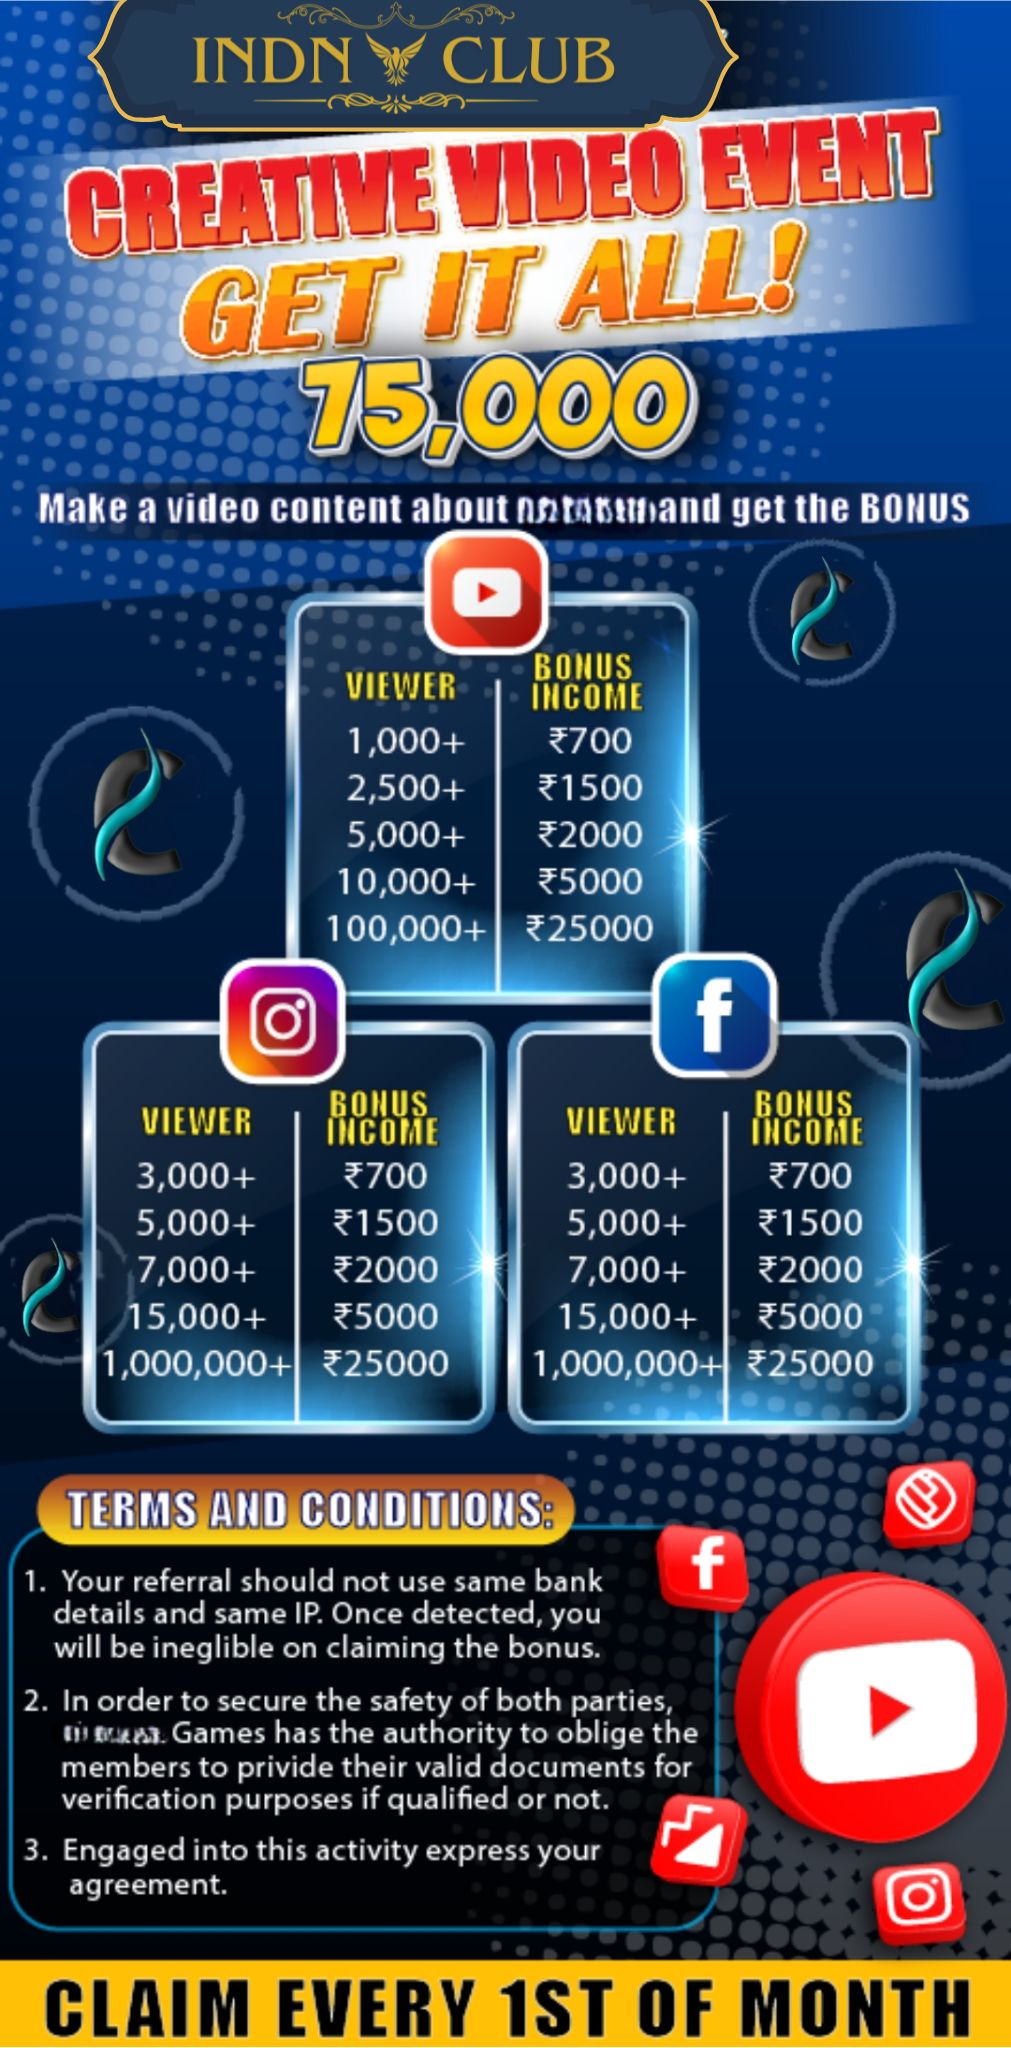 INDN CLUB
CREATIVE VIDEO EVENT
GET IT ALL!
75,000
Make a video content about and get the BONUS
VIEWER BONUS INCOME
1,000+ ₹700
2,500+ ₹1500
5,000+ ₹2000
10,000+ ₹5000
100,000+ ₹25000
VIEWER BONUS INCOME
3,000+ ₹700
5,000+ ₹1500
7,000+ ₹2000
15,000+ ₹5000
1,000,000+ ₹25000
VIEWER BONUS INCOME
3,000+ ₹700
5,000+ ₹1500
7,000+ ₹2000
15,000+ ₹5000
1,000,000+ ₹25000
TERMS AND CONDITIONS:
1. Your referral should not use same bank
details and same IP. Once detected, you
will be ineglible on claiming the bonus.
2. In order to secure the safety of both parties,
Games has the authority to oblige the
members to privide their valid documents for
verification purposes if qualified or not.
3. Engaged into this activity express your
agreement.
CLAIM EVERY 1ST OF MONTH